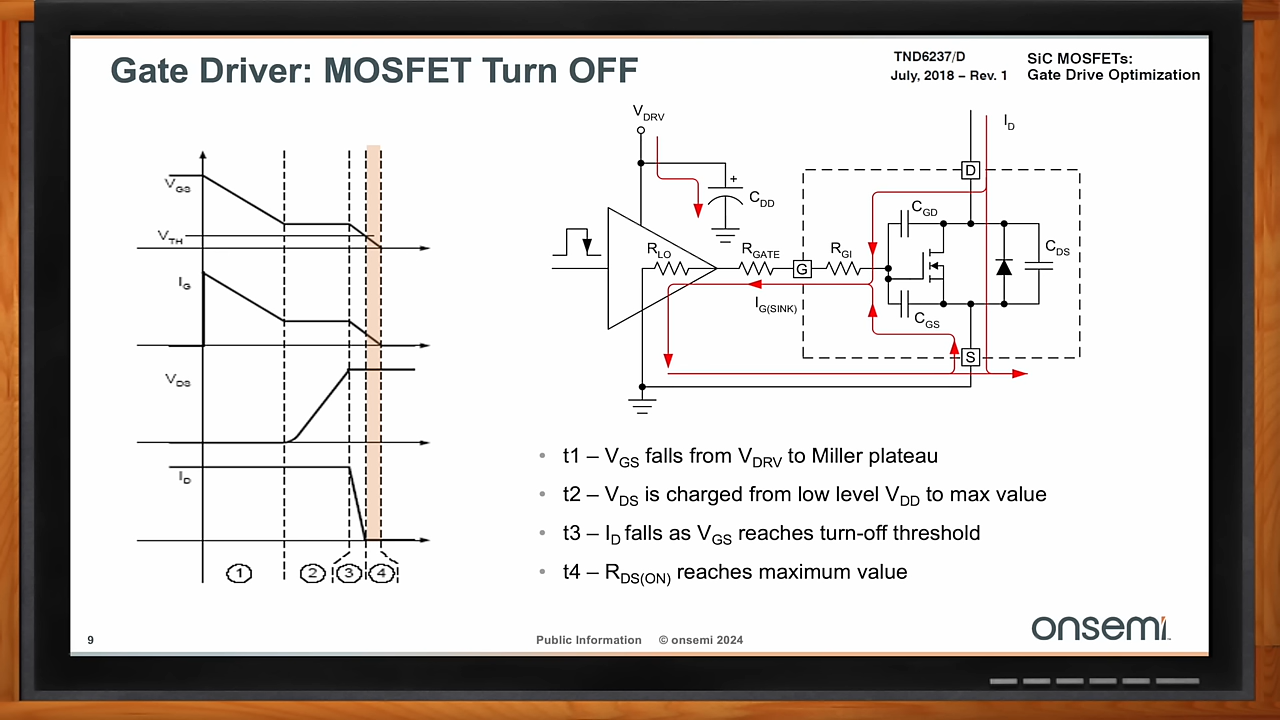 Gate Driver: MOSFET Turn OFF
TND6237/D
July, 2018 – Rev. 1
SiC MOSFETs:
Gate Drive Optimization
VGS
VTH
IG
VDS
ID
1 2 3 4
VDRV
ID
D
+
CDD
CGD
RLO
RGATE
G
RGI
CDS
IG(SINK)
CGS
S
• t1 – VGS falls from VDRV to Miller plateau
• t2 – VDS is charged from low level VDD to max value
• t3 – ID falls as VGS reaches turn-off threshold
• t4 – RDS(ON) reaches maximum value
9
Public Information © onsemi 2024
onsemi